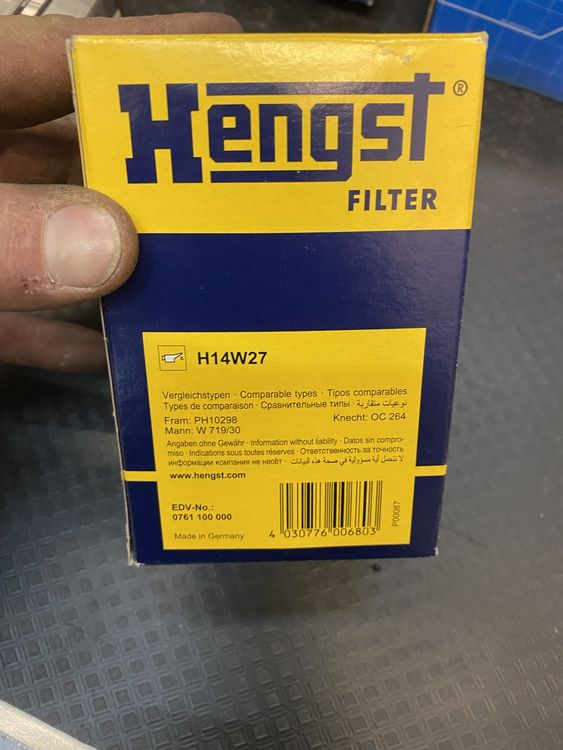 Hengst®
FILTER
H14W27
Vergleichstypen · Comparable types · Tipos comparables
Types de comparaison · Сравнительные типы · نوعيات متقاربة
Fram: PH10298 Knecht: OC 264
Mann: W 719/30
Angaben ohne Gewähr · Information without liability · Datos sin compro-
miso · Indications sous toutes réserves · Ответственность за точность
информации компания не несёт · لا نتحمل أية مسؤولية في صحة هذه البيانات
www.hengst.com
EDV-No.:
0761 100 000
Made in Germany
4 030776 006803
P00087